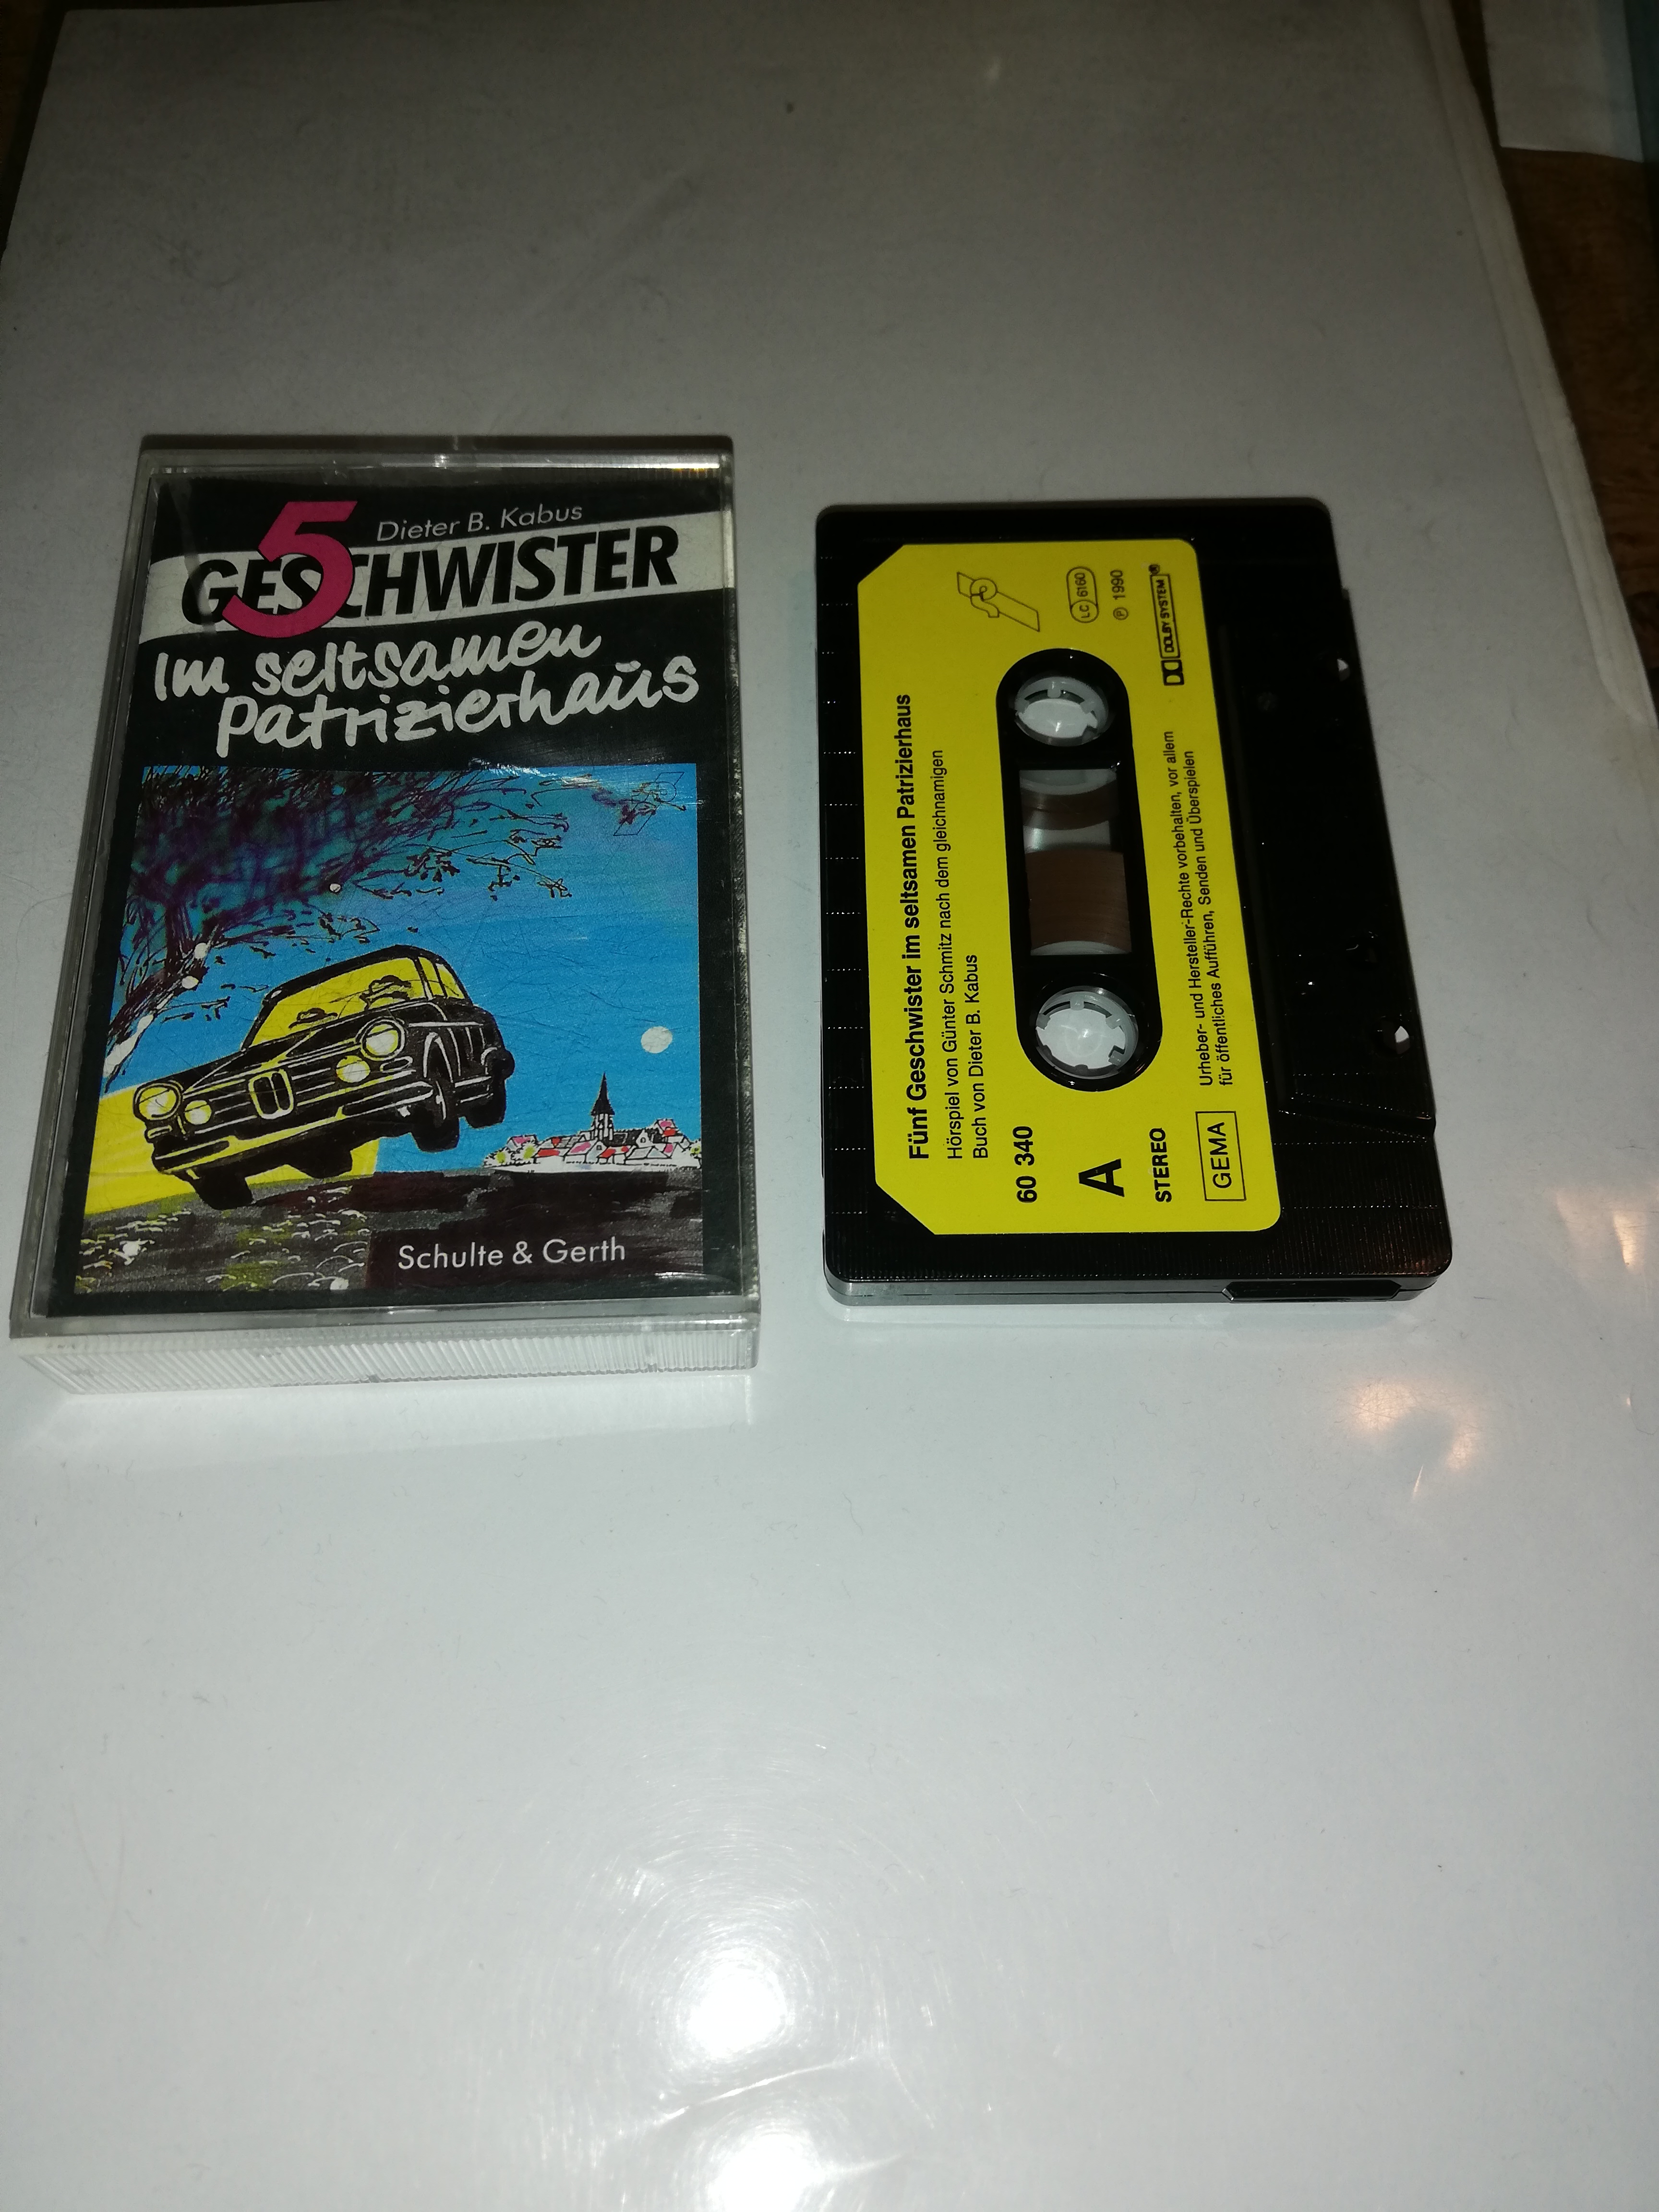 Dieter B. Kabus
5 GESCHWISTER
Im seltsamen
Patrizierhaus
Schulte & Gerth
Fünf Geschwister im seltsamen Patrizierhaus
Hörspiel von Günter Schmitz nach dem gleichnamigen
Buch von Dieter B. Kabus
60 340
A
STEREO
GEMA
LC 6160
℗ 1990
DOLBY SYSTEM®
Urheber- und Hersteller-Rechte vorbehalten, vor allem
für öffentliches Aufführen, Senden und Überspielen